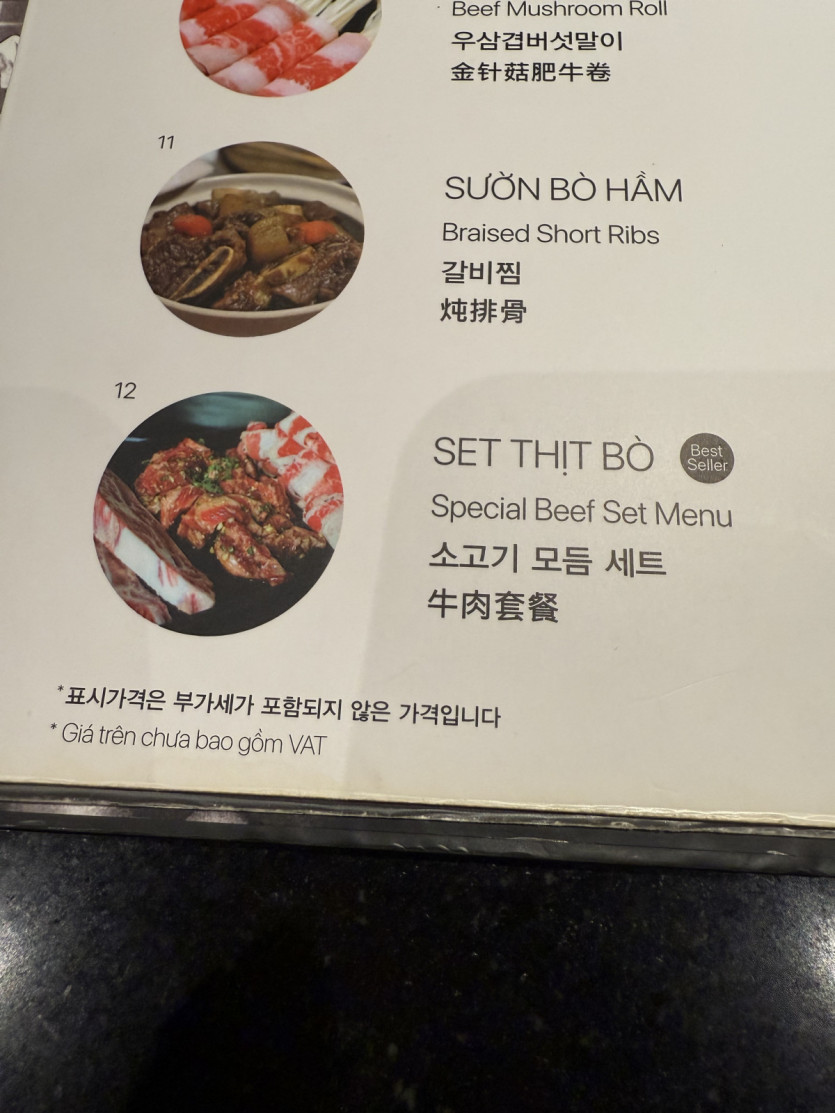 Beef Mushroom Roll
우삼겹버섯말이
金针菇肥牛卷
11
SƯỜN BÒ HẦM
Braised Short Ribs
갈비찜
炖排骨
12
SET THỊT BÒ
Best
Seller
Special Beef Set Menu
소고기 모듬 세트
牛肉套餐
*표시가격은 부가세가 포함되지 않은 가격입니다
* Giá trên chưa bao gồm VAT